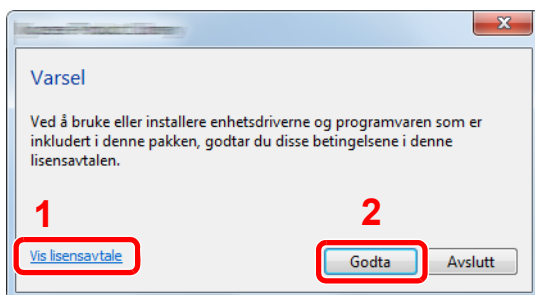 Varsel
Ved å bruke eller installere enhetsdriverne og programvaren som er
inkludert i denne pakken, godtar du disse betingelsene i denne
lisensavtalen.
1
2
Vis lisensavtale
Godta
Avslutt